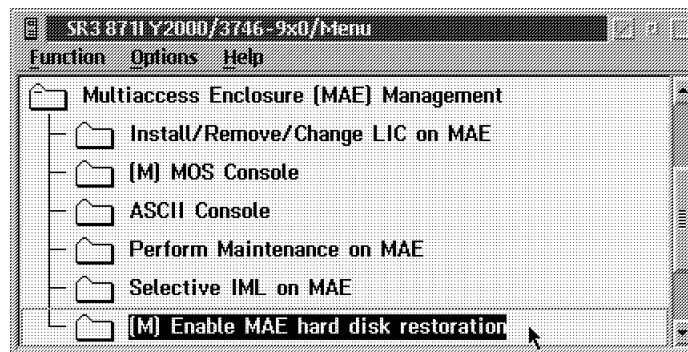 SR3 8711 Y2000/3746-9x0/Menu
Function Options Help
Multiaccess Enclosure (MAE) Management
Install/Remove/Change LIC on MAE
(M) MOS Console
ASCII Console
Perform Maintenance on MAE
Selective IML on MAE
(M) Enable MAE hard disk restoration